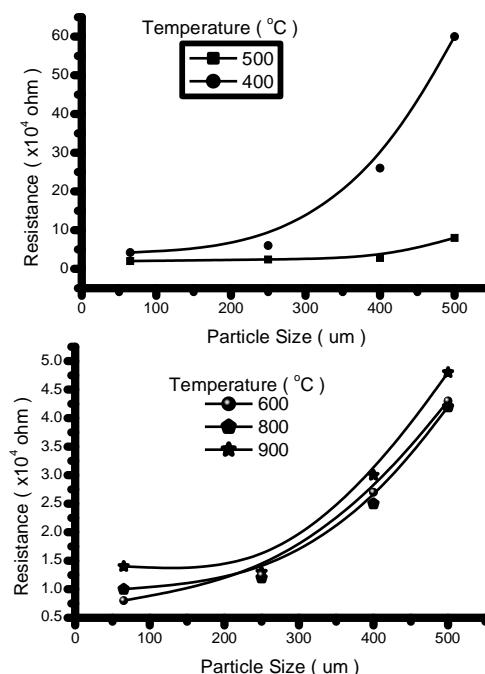 Temperature ( °C)
500
400
60
50
40
30
20
10
0
Resistance ( x10⁴ ohm )
0 100 200 300 400 500
Particle Size ( um )
Temperature ( °C)
600
800
900
5.0
4.5
4.0
3.5
3.0
2.5
2.0
1.5
1.0
0.5
Resistance ( x10⁴ ohm )
0 100 200 300 400 500
Particle Size ( um )